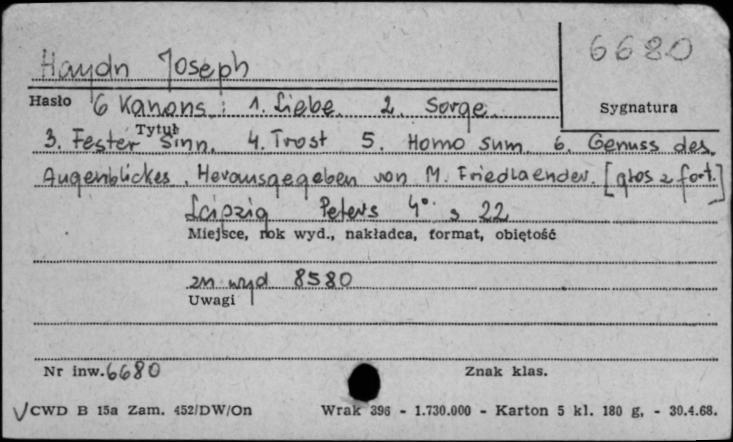 6680
Haydn Joseph
Hasło 6 Kanons: 1. Liebe 2. Sorge
Sygnatura
Tytuł
3. Fester Sinn. 4. Trost 5. Homo sum 6. Genuss des
Augenblickes. Herausgegeben von M. Friedlaender. [głos z fort.]
Leipzig Peters 4° s 22
Miejsce, rok wyd., nakładca, format, objętość
zn. wyd 8580
Uwagi
Nr inw. 6680 Znak klas.
CWD B 15a Zam. 452/DW/On Wrak 396 - 1.730.000 - Karton 5 kl. 180 g, - 30.4.68.